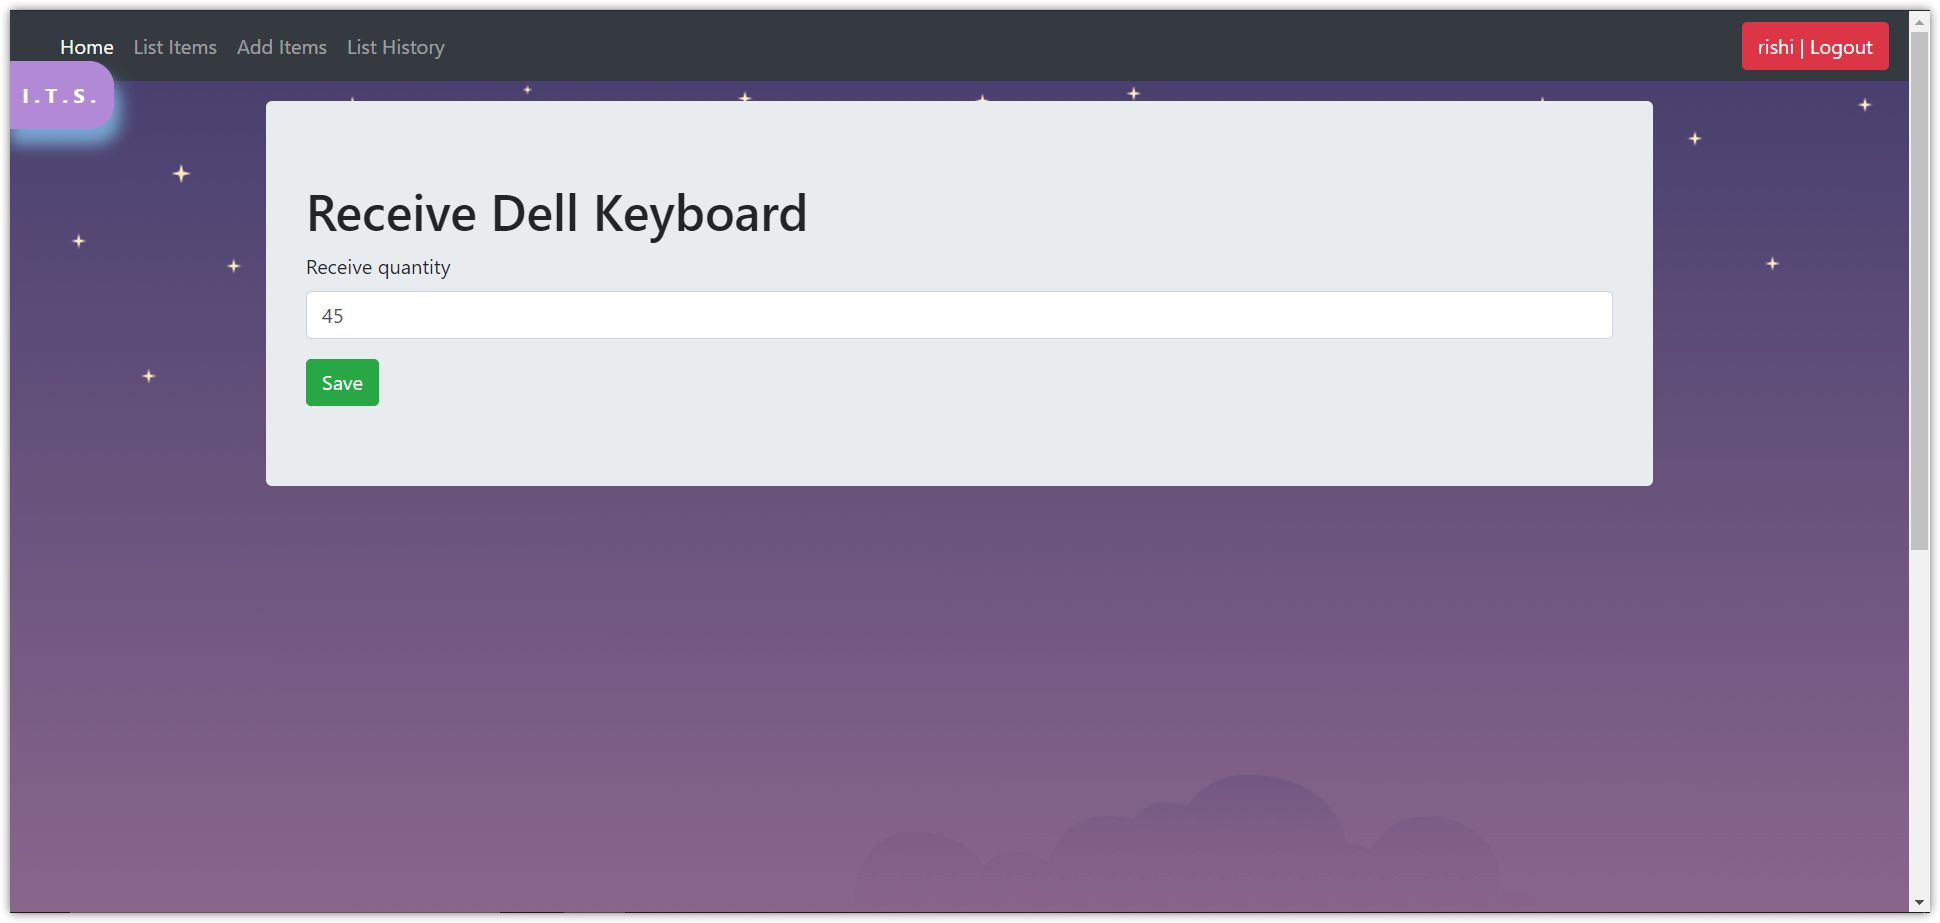 Home List Items Add Items List History rishi | Logout
I.T.S.
Receive Dell Keyboard
Receive quantity
45
Save